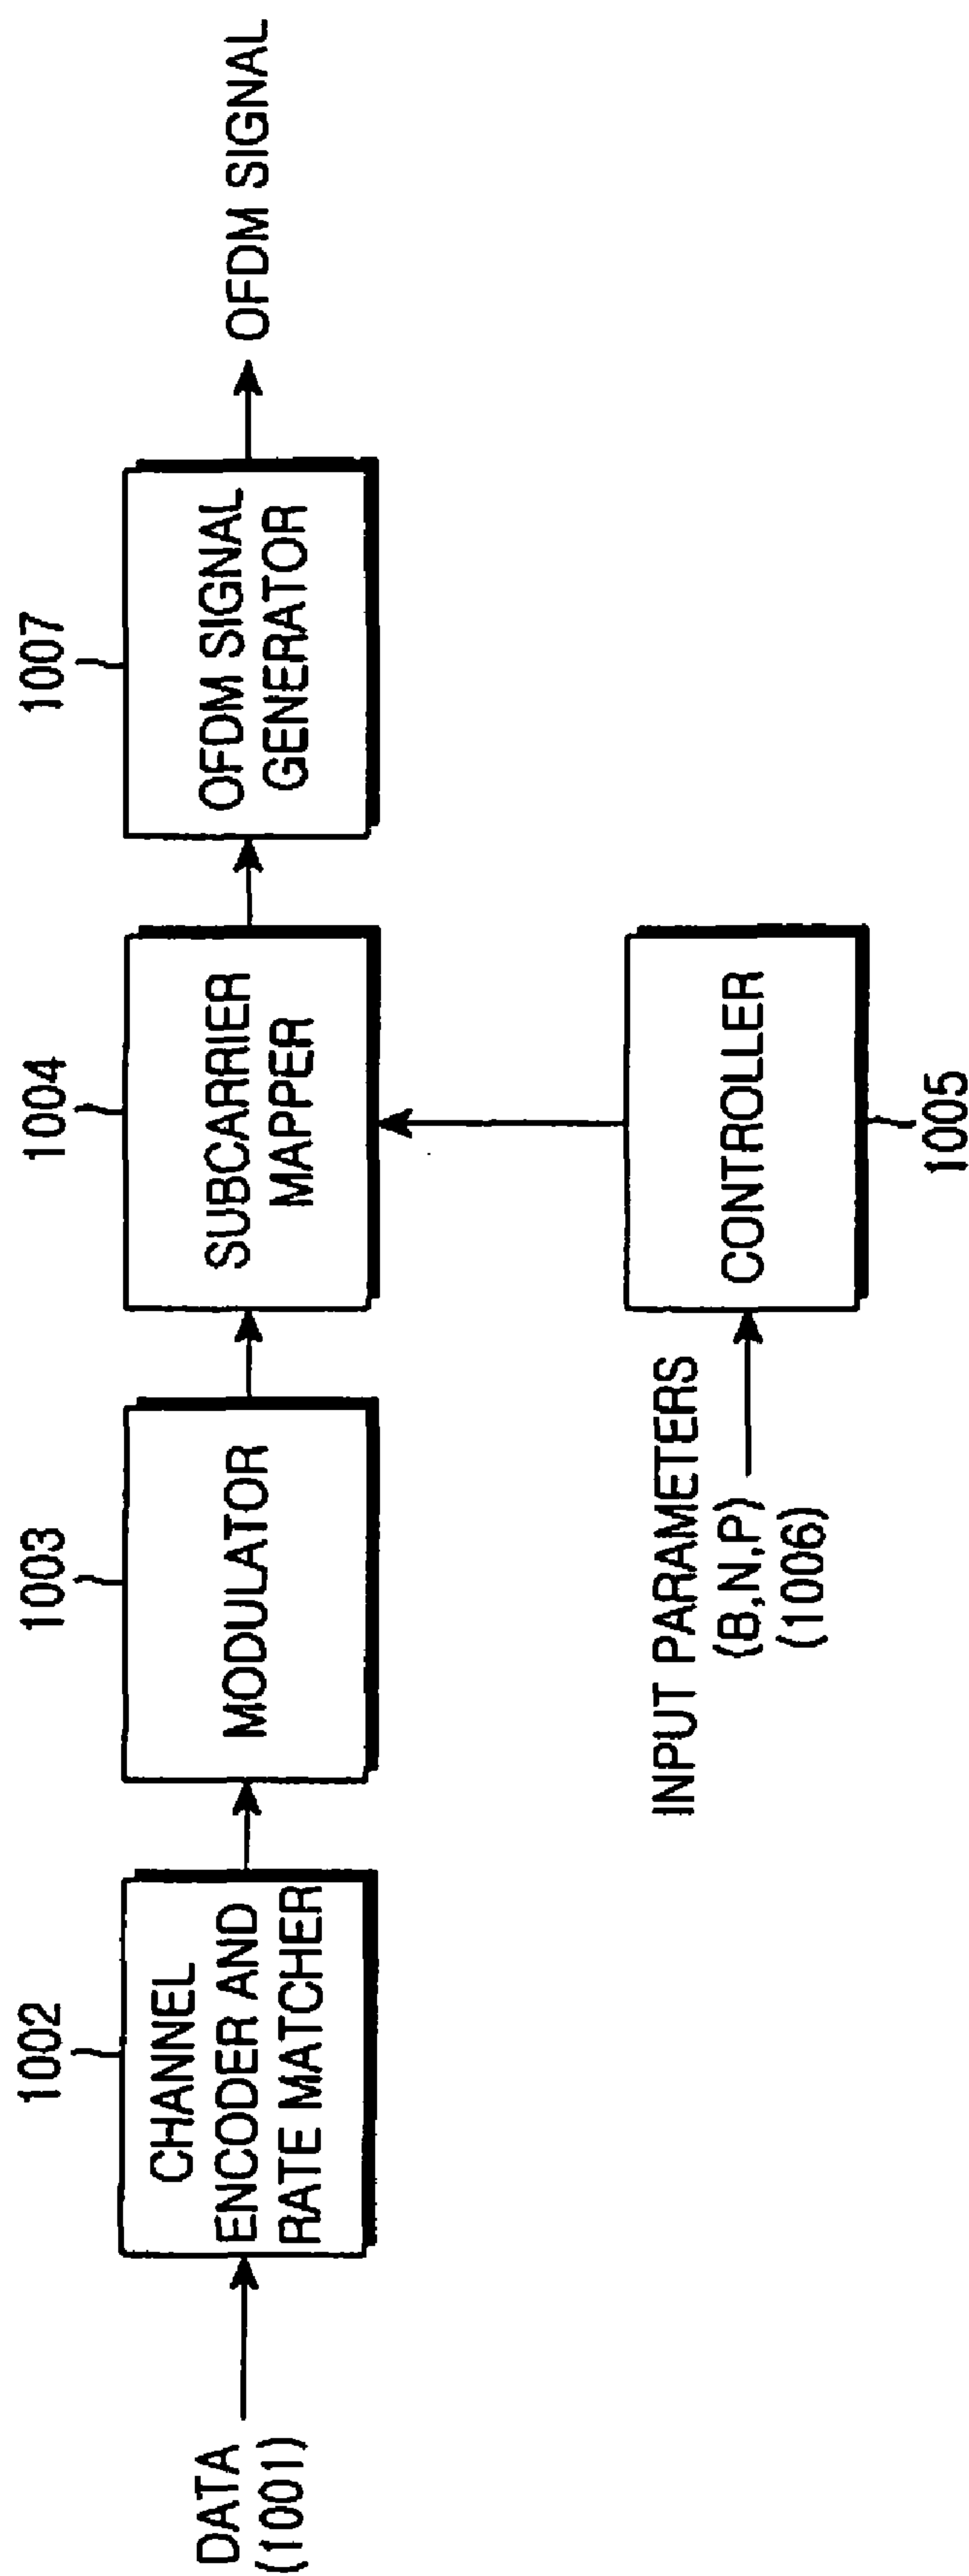 DATA
(1001)
1002
CHANNEL
ENCODER AND
RATE MATCHER
1003
MODULATOR
1004
SUBCARRIER
MAPPER
1007
OFDM SIGNAL
GENERATOR
OFDM SIGNAL
INPUT PARAMETERS
(B,N,P)
(1006)
CONTROLLER
1005